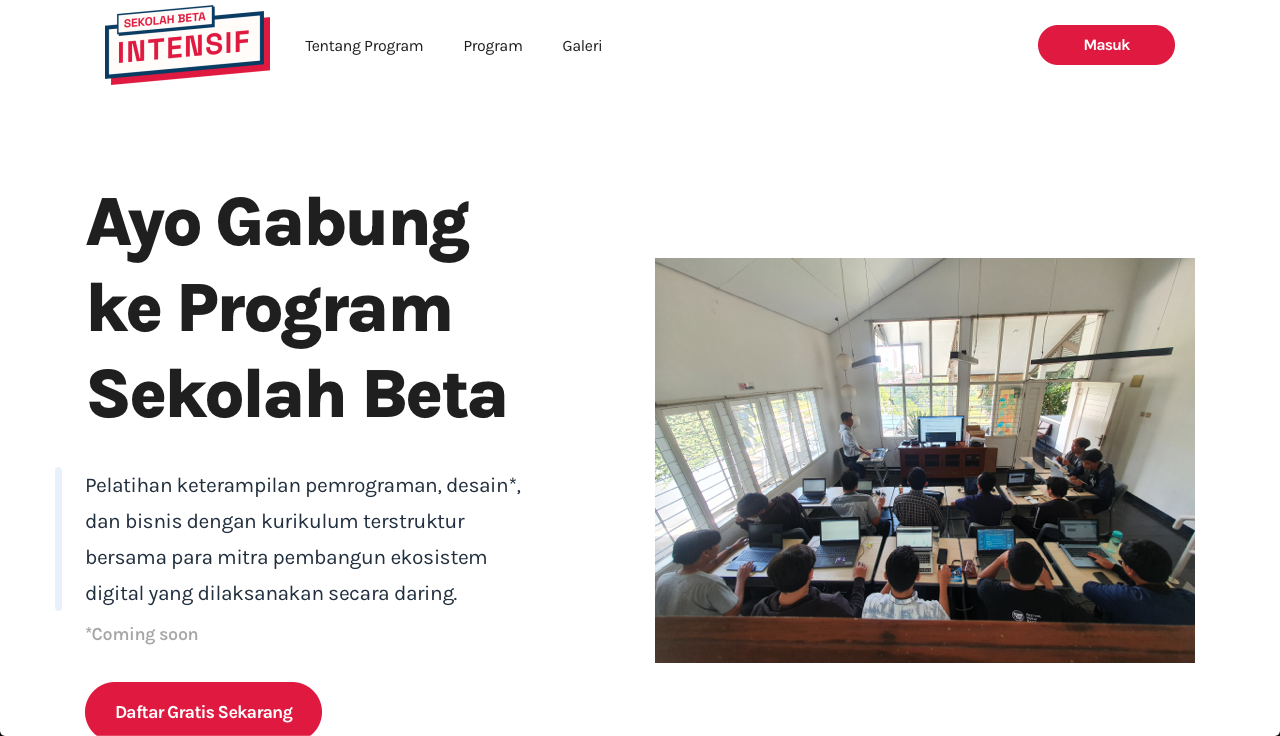 SEKOLAH BETA
INTENSIF
Tentang Program
Program
Galeri
Masuk
Ayo Gabung
ke Program
Sekolah Beta
Pelatihan keterampilan pemrograman, desain*,
dan bisnis dengan kurikulum terstruktur
bersama para mitra pembangun ekosistem
digital yang dilaksanakan secara daring.
*Coming soon
Daftar Gratis Sekarang